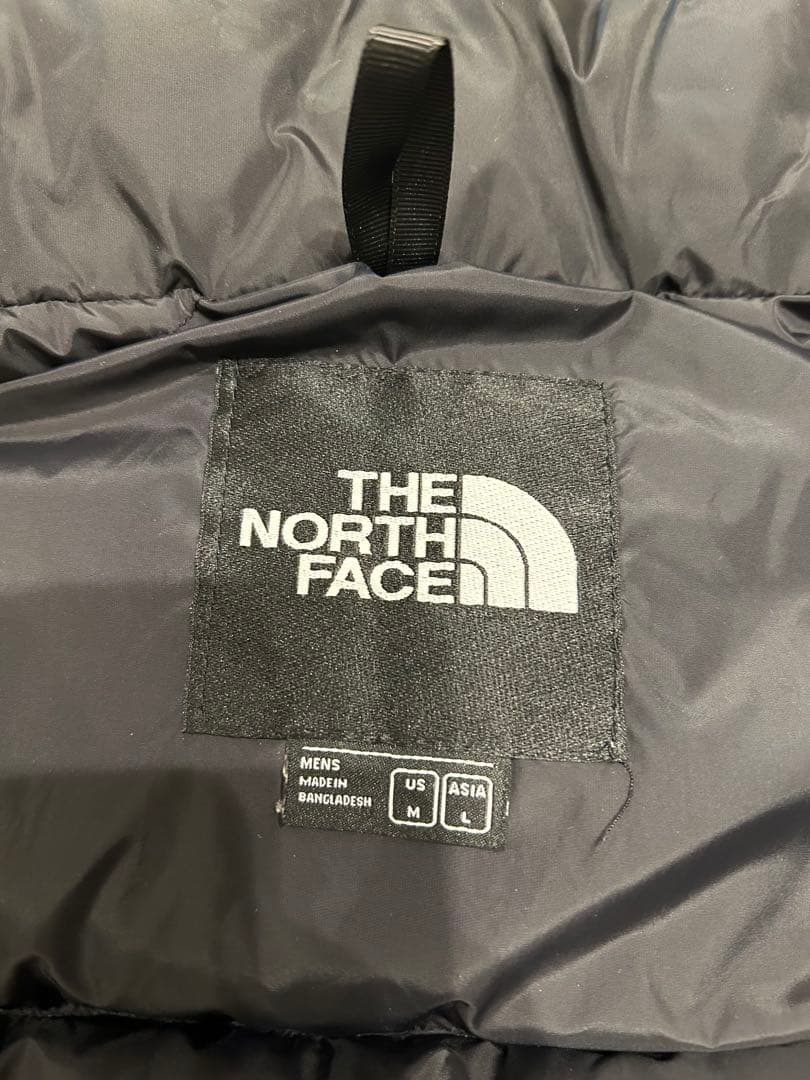 THE
NORTH
FACE
MENS
MADE IN
BANGLADESH
US
M
ASIA
L